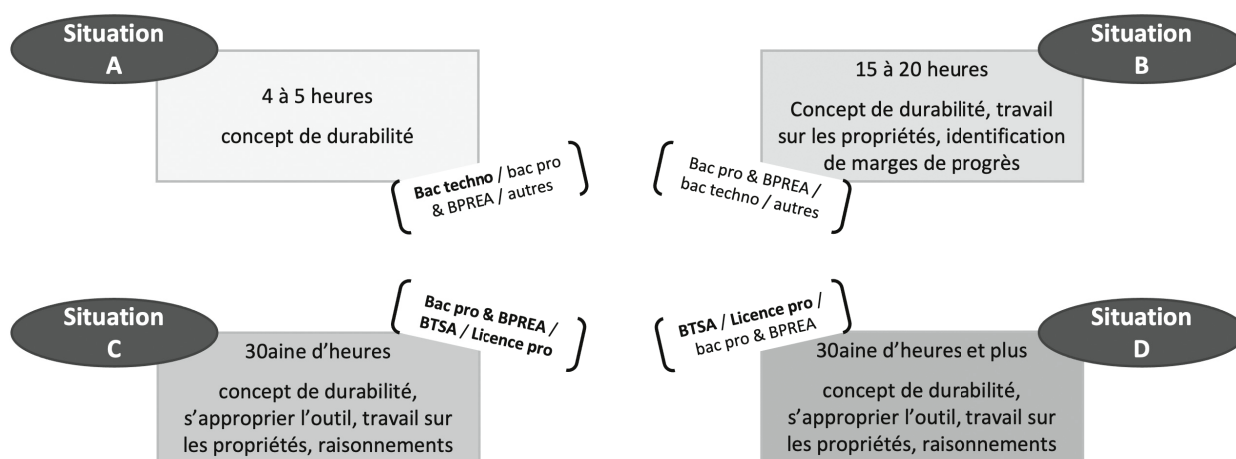 Situation
A
4 à 5 heures
concept de durabilité
Bac techno / bac pro
& BPREA / autres
Situation
B
15 à 20 heures
Concept de durabilité, travail
sur les propriétés, identification
de marges de progrès
Bac pro & BPREA /
bac techno / autres
Situation
C
30aine d'heures
concept de durabilité,
s'approprier l'outil, travail sur
les propriétés, raisonnements
Bac pro & BPREA /
BTSA / Licence pro
Situation
D
30aine d'heures et plus
concept de durabilité,
s'approprier l'outil, travail sur
les propriétés, raisonnements
BTSA / Licence pro /
bac pro & BPREA